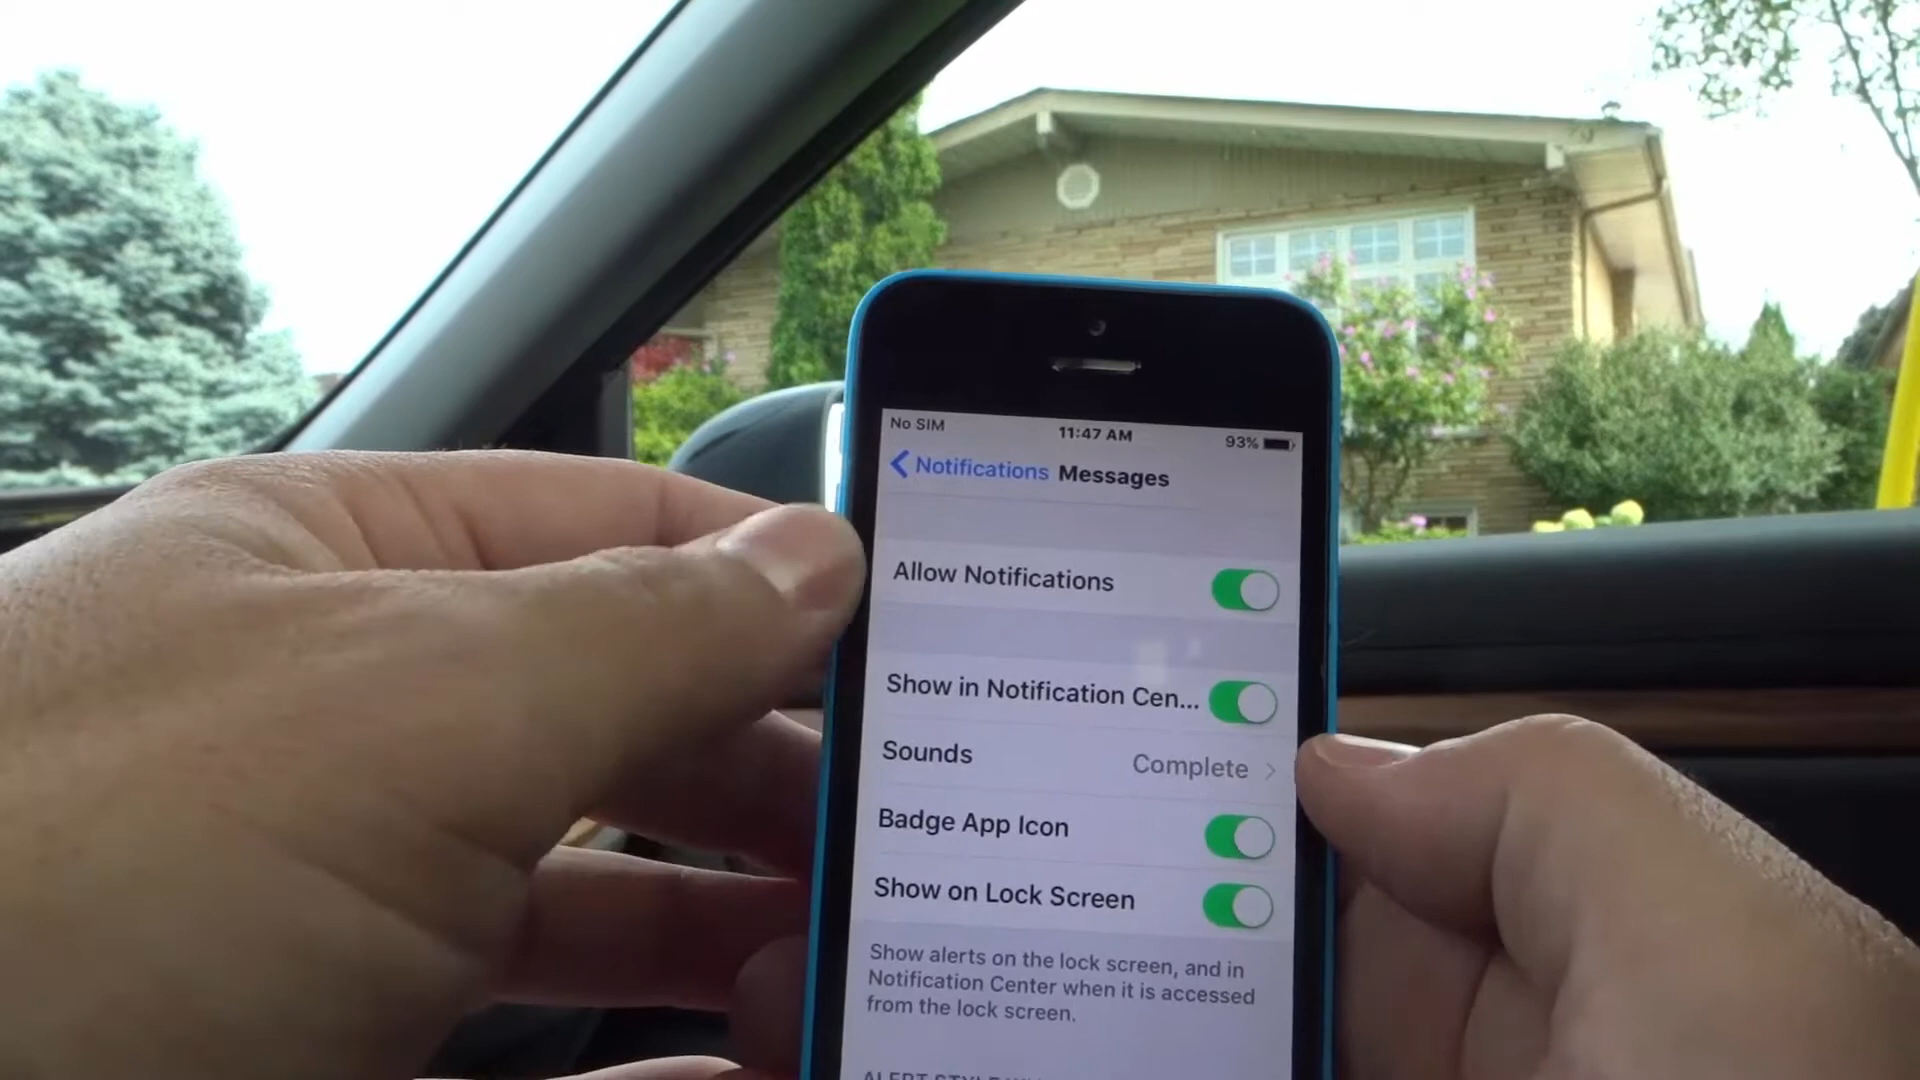 No SIM 11:47 AM 93%
Notifications Messages
Allow Notifications
Show in Notification Cen...
Sounds Complete
Badge App Icon
Show on Lock Screen
Show alerts on the lock screen, and in
Notification Center when it is accessed
from the lock screen.
ALERT